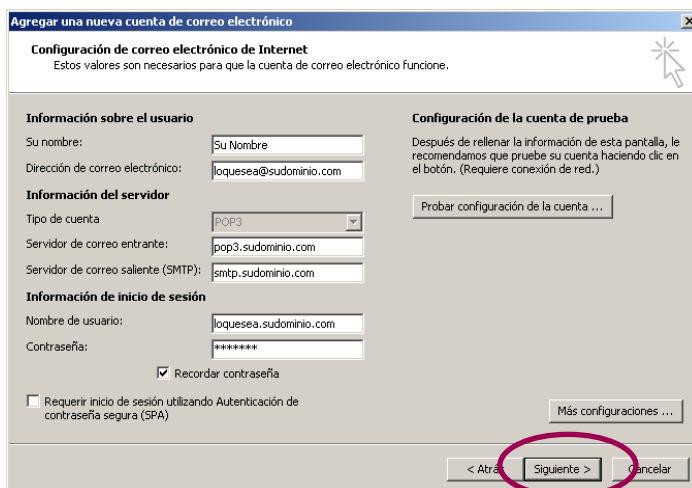 Agregar una nueva cuenta de correo electrónico
Configuración de correo electrónico de Internet
Estos valores son necesarios para que la cuenta de correo electrónico funcione.
Información sobre el usuario
Su nombre:
Su Nombre
Dirección de correo electrónico:
loquesea@sudominio.com
Información del servidor
Tipo de cuenta
POP3
Servidor de correo entrante:
pop3.sudominio.com
Servidor de correo saliente (SMTP):
smtp.sudominio.com
Información de inicio de sesión
Nombre de usuario:
loquesea.sudominio.com
Contraseña:
*******
Recordar contraseña
Requerir inicio de sesión utilizando Autenticación de
contraseña segura (SPA)
Configuración de la cuenta de prueba
Después de rellenar la información de esta pantalla, le
recomendamos que pruebe su cuenta haciendo clic en
el botón. (Requiere conexión de red.)
Probar configuración de la cuenta ...
Más configuraciones ...
< Atrás
Siguiente >
Cancelar